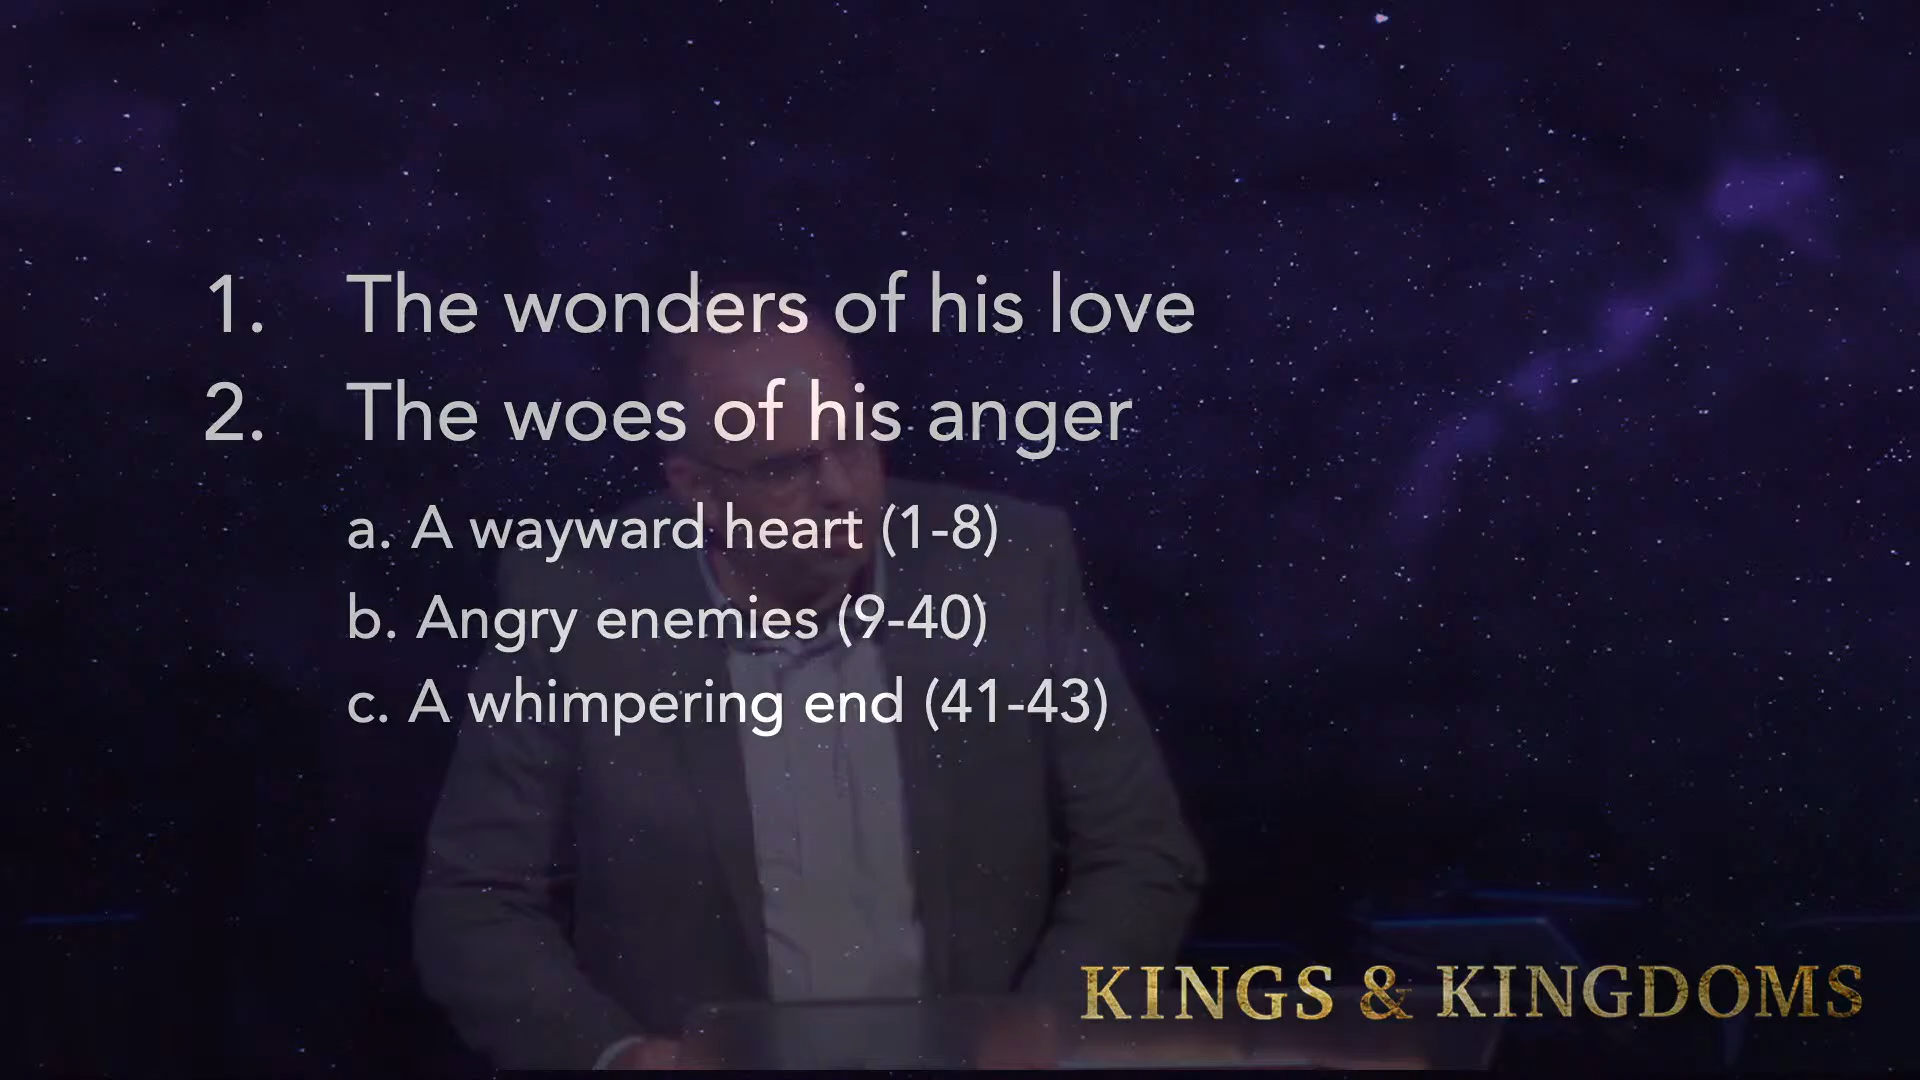 1. The wonders of his love
2. The woes of his anger
a. A wayward heart (1-8)
b. Angry enemies (9-40)
c. A whimpering end (41-43)
KINGS & KINGDOMS